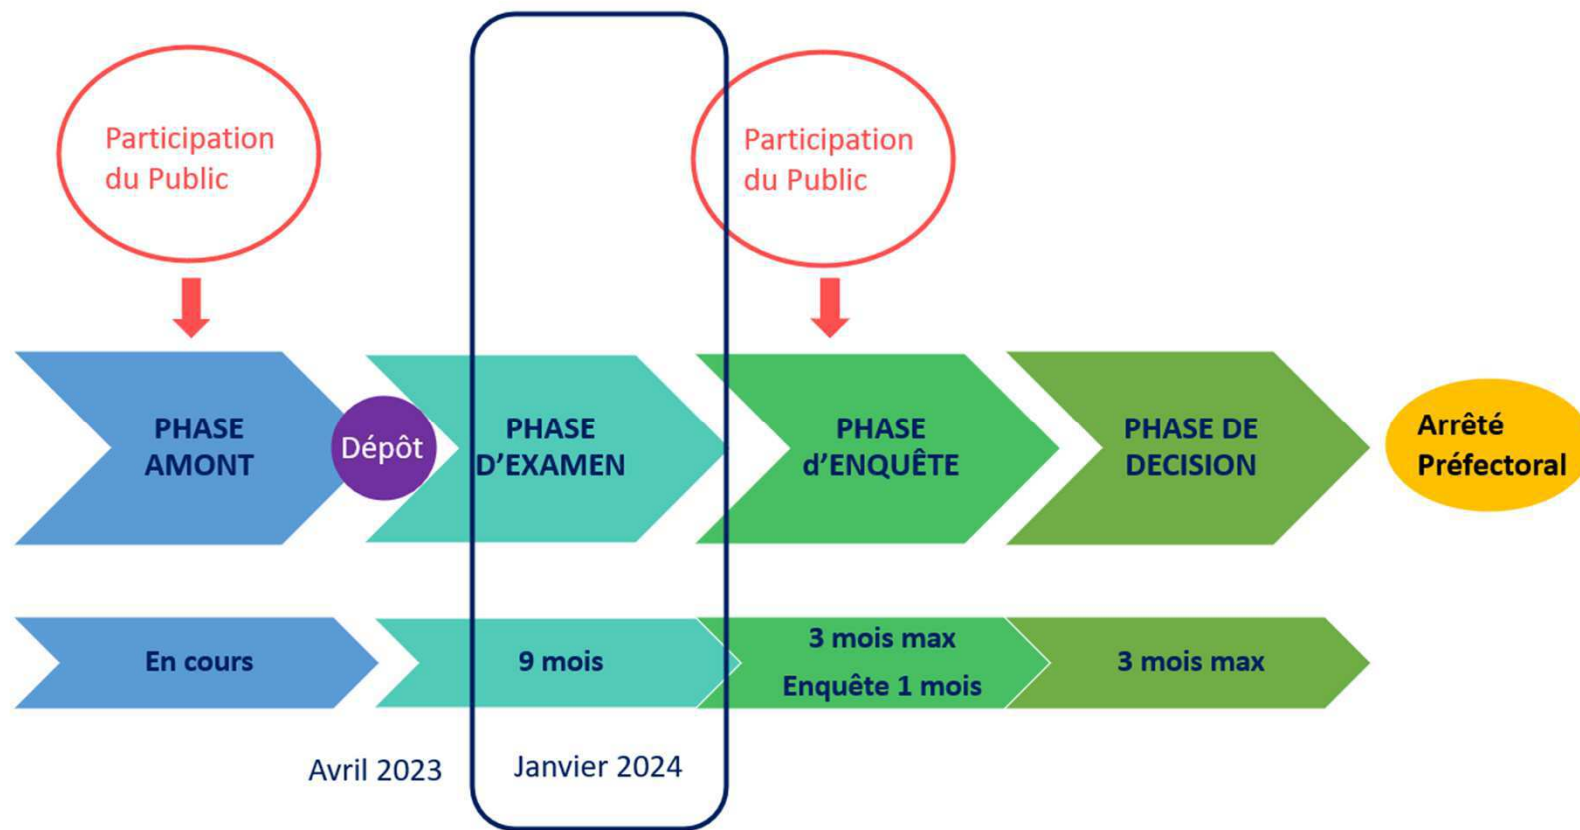 Participation
du Public
Participation
du Public
PHASE
AMONT
Dépôt
PHASE
D'EXAMEN
PHASE
d'ENQUÊTE
PHASE DE
DECISION
Arrêté
Préfectoral
En cours
9 mois
3 mois max
Enquête 1 mois
3 mois max
Avril 2023
Janvier 2024